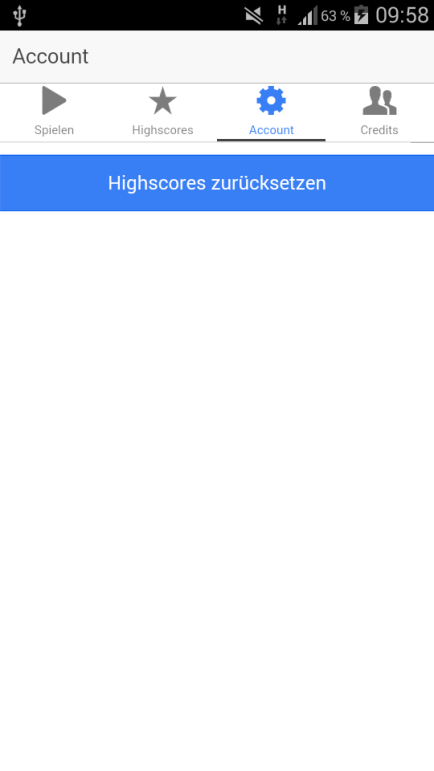 H 63 % 09:58
Account
Spielen Highscores Account Credits
Highscores zurücksetzen